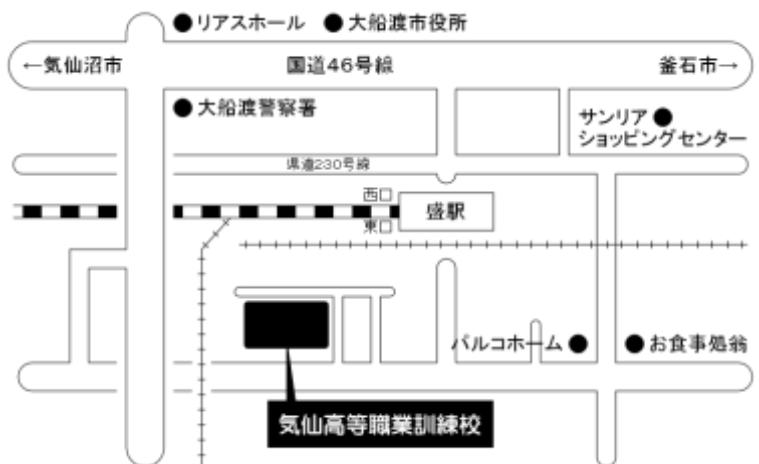 ●リアスホール ●大船渡市役所
←気仙沼市 国道46号線 釜石市→
●大船渡警察署
サンリア●
ショッピングセンター
県道230号線
西口
盛駅
東口
パルコホーム● ●お食事処翁
気仙高等職業訓練校